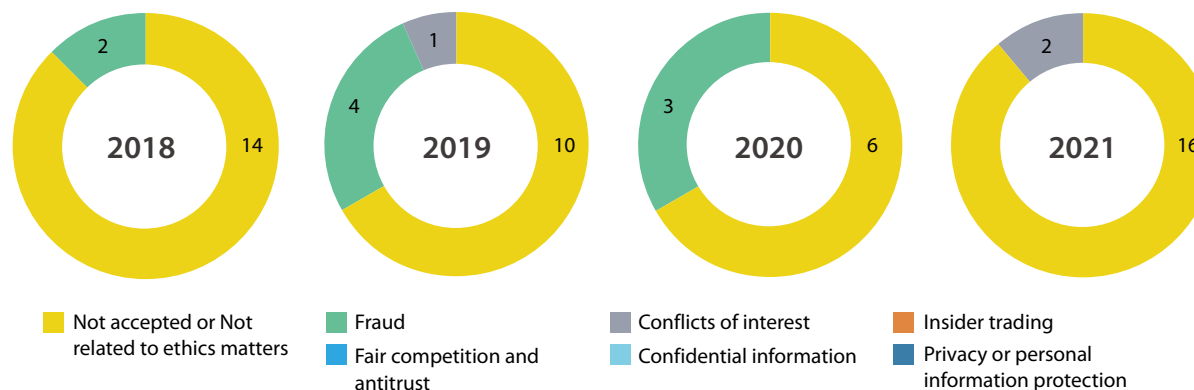 2
14
2018
1
4
10
2019
3
6
2020
2
16
2021
Not accepted or Not
related to ethics matters
Fraud
Fair competition and
antitrust
Conflicts of interest
Confidential information
Insider trading
Privacy or personal
information protection